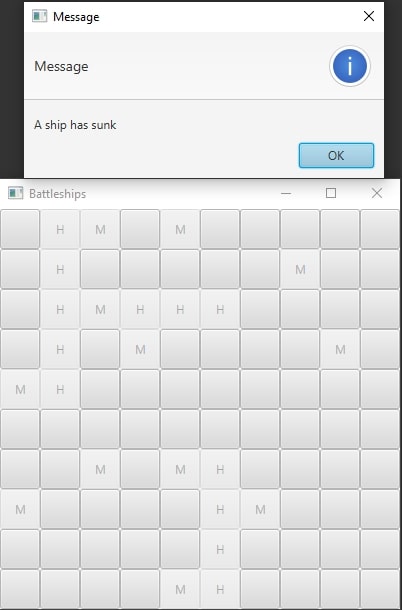 Message
Message
i
A ship has sunk
OK
Battleships
H M M
H M
H M H H H
H M M
M H
M M H
M H M
H
M H